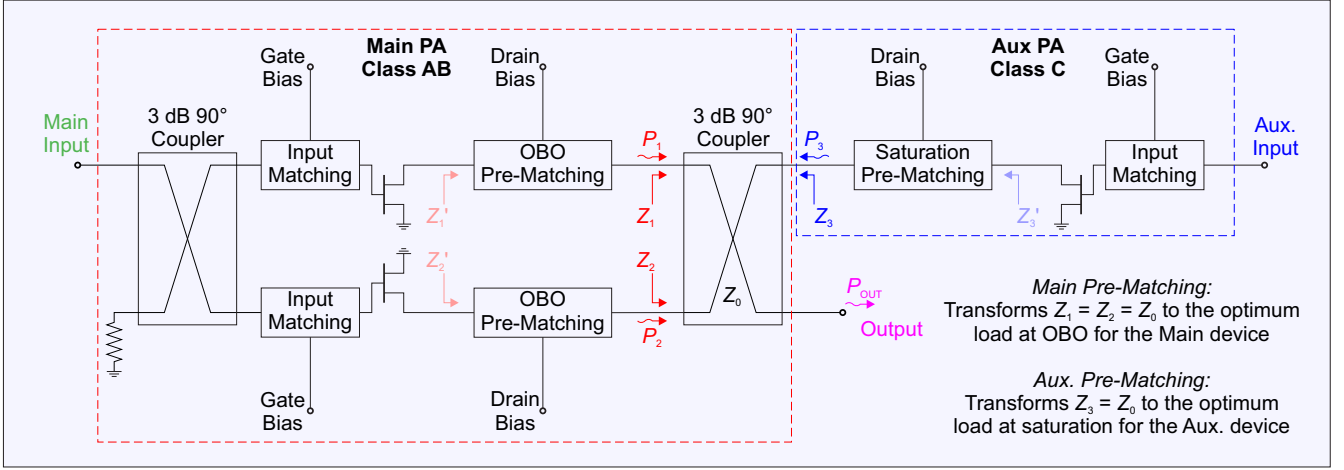 Main PA
Class AB
Aux PA
Class C
Gate
Bias
Drain
Bias
Drain
Bias
Gate
Bias
Main
Input
3 dB 90°
Coupler
Input
Matching
OBO
Pre-Matching
P₁
3 dB 90°
Coupler
P₃
Saturation
Pre-Matching
Input
Matching
Aux.
Input
Z₁'
Z₁
Z₃
Z₃'
Z₂'
Z₂
Input
Matching
OBO
Pre-Matching
Z₀
P₂
P_OUT
Output
Gate
Bias
Drain
Bias
Main Pre-Matching:
Transforms Z₁ = Z₂ = Z₀ to the optimum
load at OBO for the Main device
Aux. Pre-Matching:
Transforms Z₃ = Z₀ to the optimum
load at saturation for the Aux. device